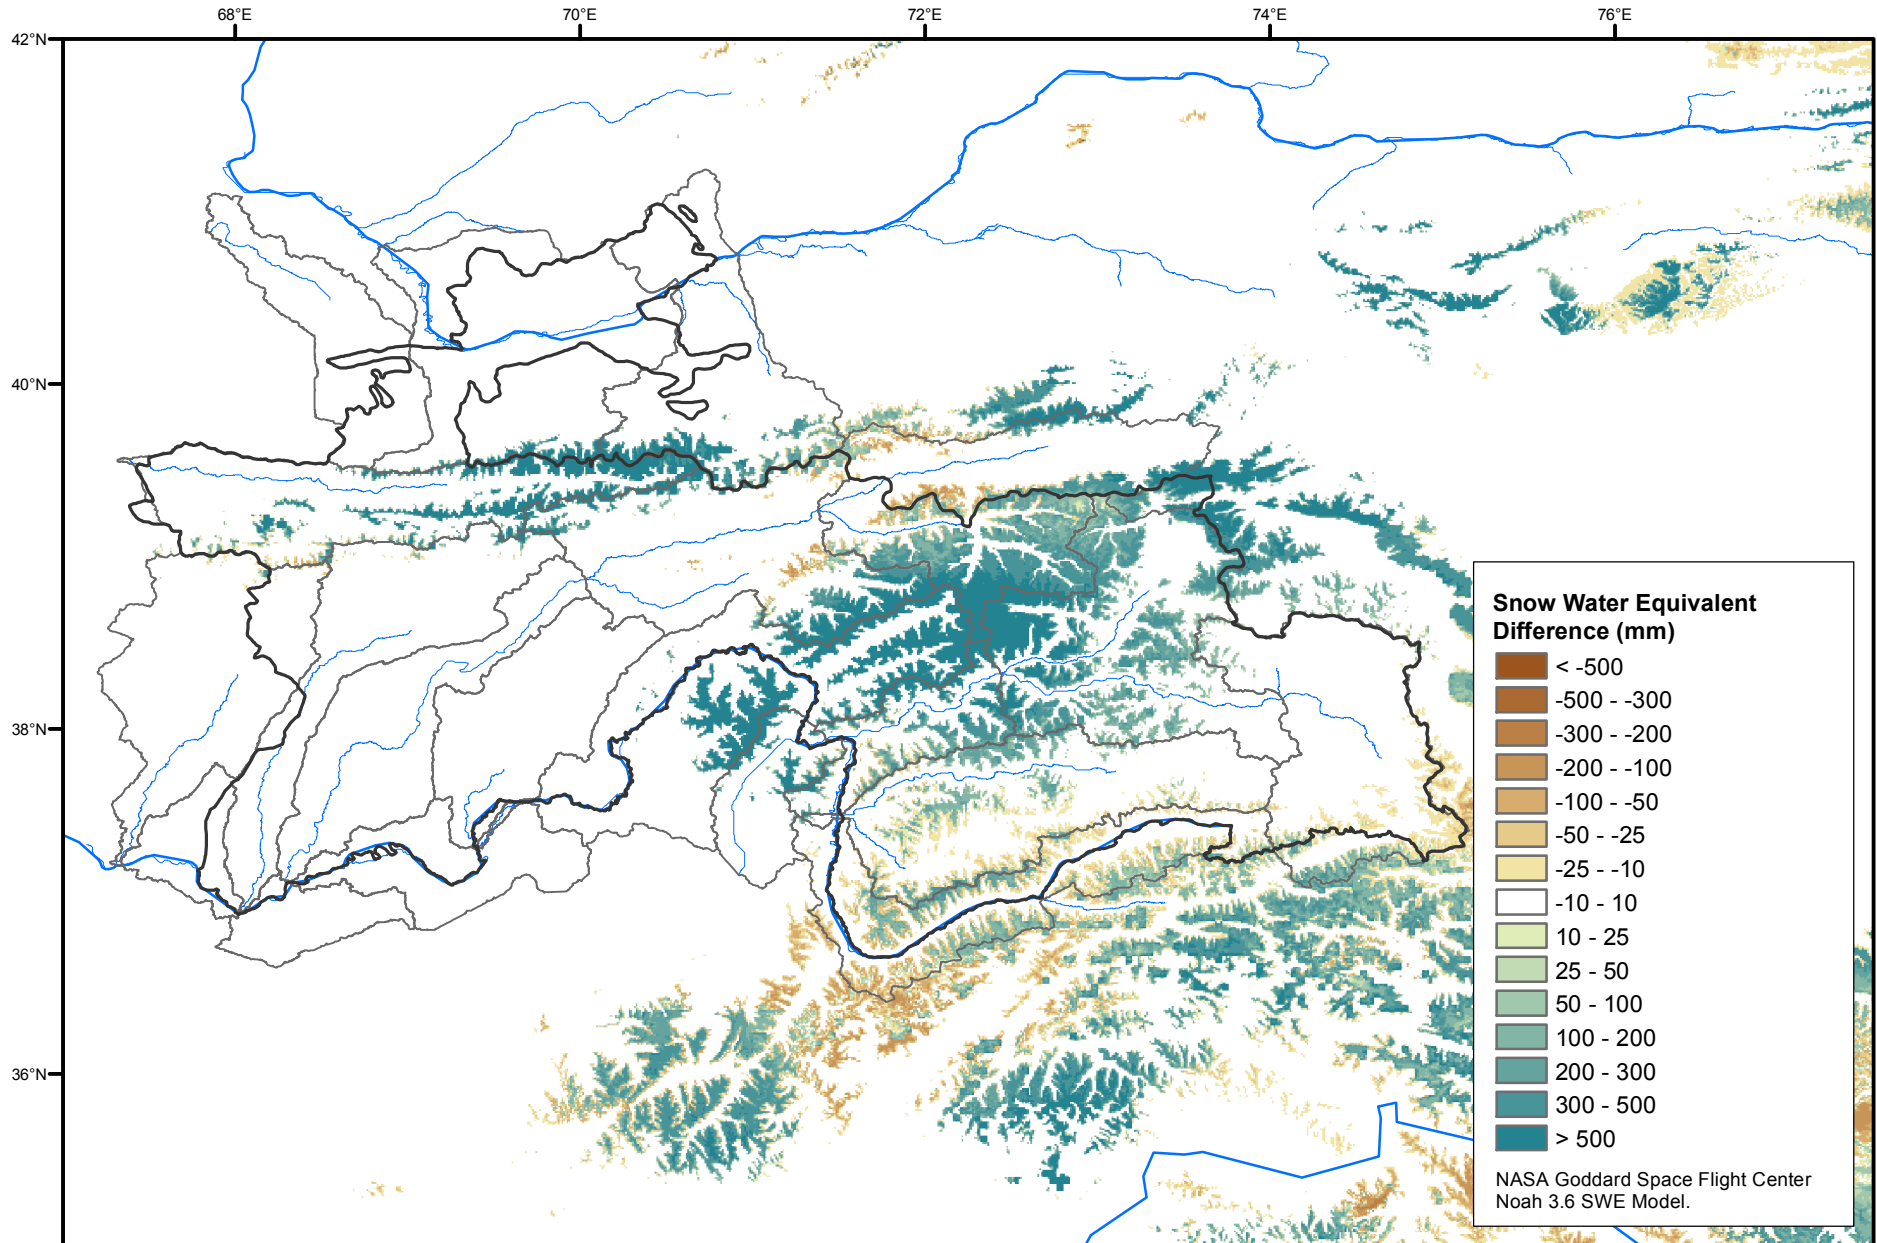 68°E
70°E
72°E
74°E
76°E
42°N
40°N
38°N
36°N
Snow Water Equivalent
Difference (mm)
< -500
-500 - -300
-300 - -200
-200 - -100
-100 - -50
-50 - -25
-25 - -10
-10 - 10
10 - 25
25 - 50
50 - 100
100 - 200
200 - 300
300 - 500
> 500
NASA Goddard Space Flight Center
Noah 3.6 SWE Model.